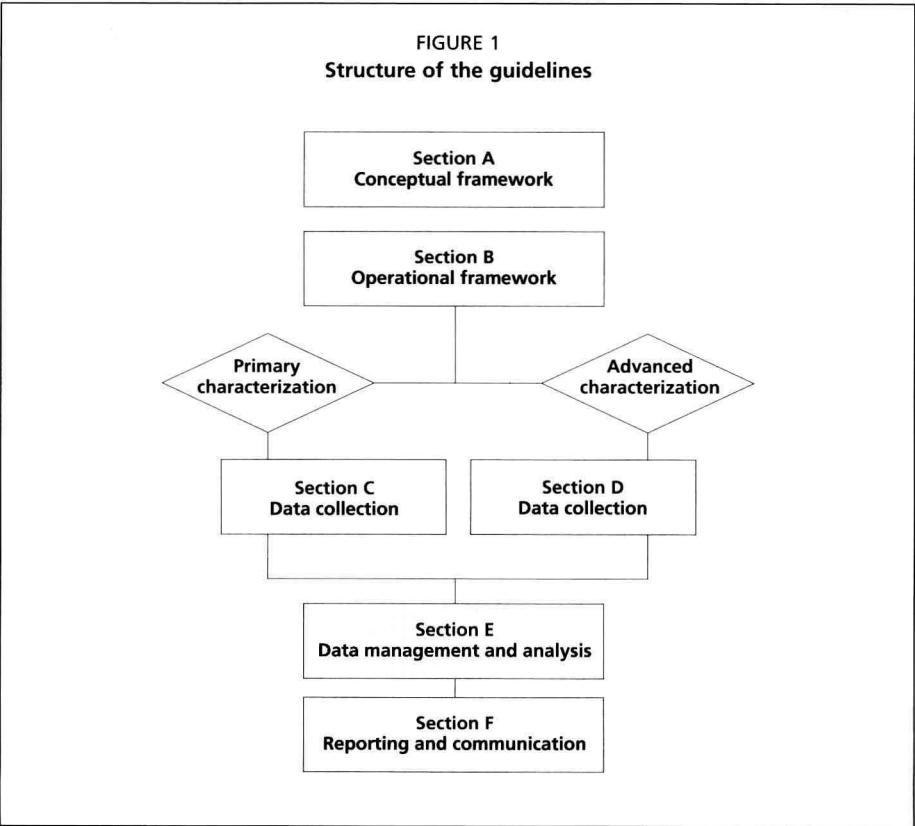 FIGURE 1
Structure of the guidelines
Section A
Conceptual framework
Section B
Operational framework
Primary
characterization
Advanced
characterization
Section C
Data collection
Section D
Data collection
Section E
Data management and analysis
Section F
Reporting and communication